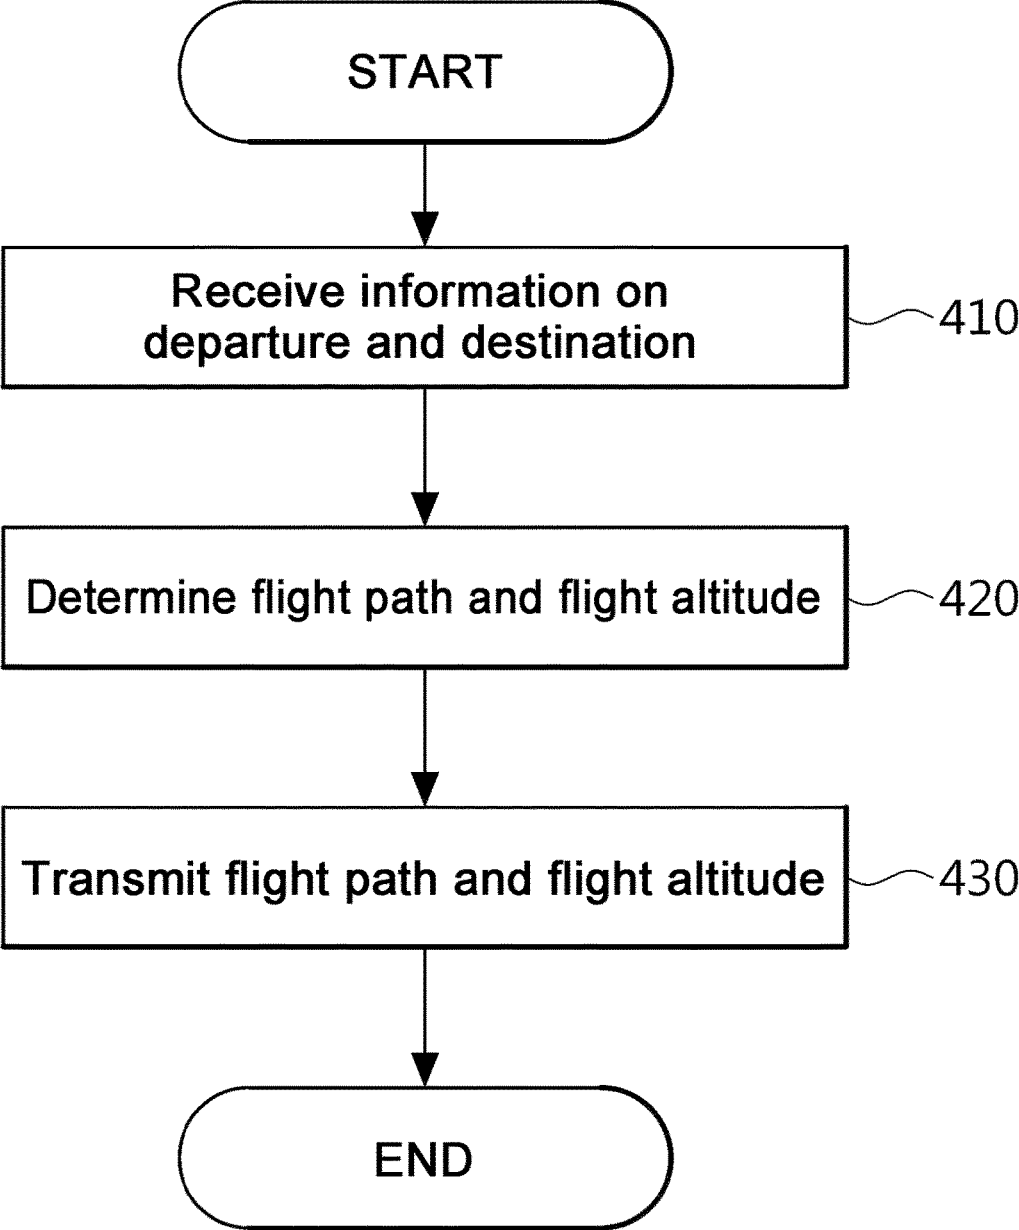 START
Receive information on
departure and destination
410
Determine flight path and flight altitude
420
Transmit flight path and flight altitude
430
END